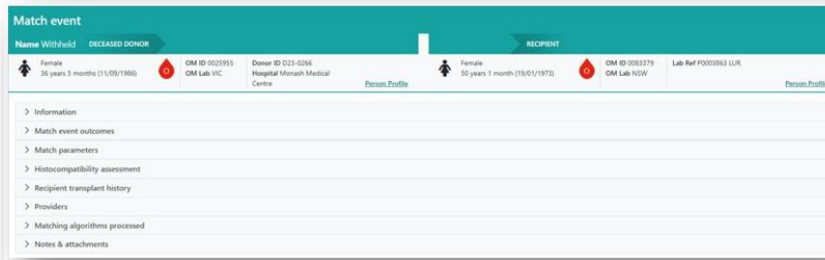 Match event
Name Withheld DECEASED DONOR
RECIPIENT
Female
36 years 5 months (11/09/1986)
O
OM ID 0025955
OM Lab VIC
Donor ID D23-0266
Hospital Monash Medical
Centre
Person Profile
Female
50 years 1 month (19/01/1973)
O
OM ID 0083379
OM Lab NSW
Lab Ref P0003863 LUR
Person Profil
> Information
> Match event outcomes
> Match parameters
> Histocompatibility assessment
> Recipient transplant history
> Providers
> Matching algorithms processed
> Notes & attachments